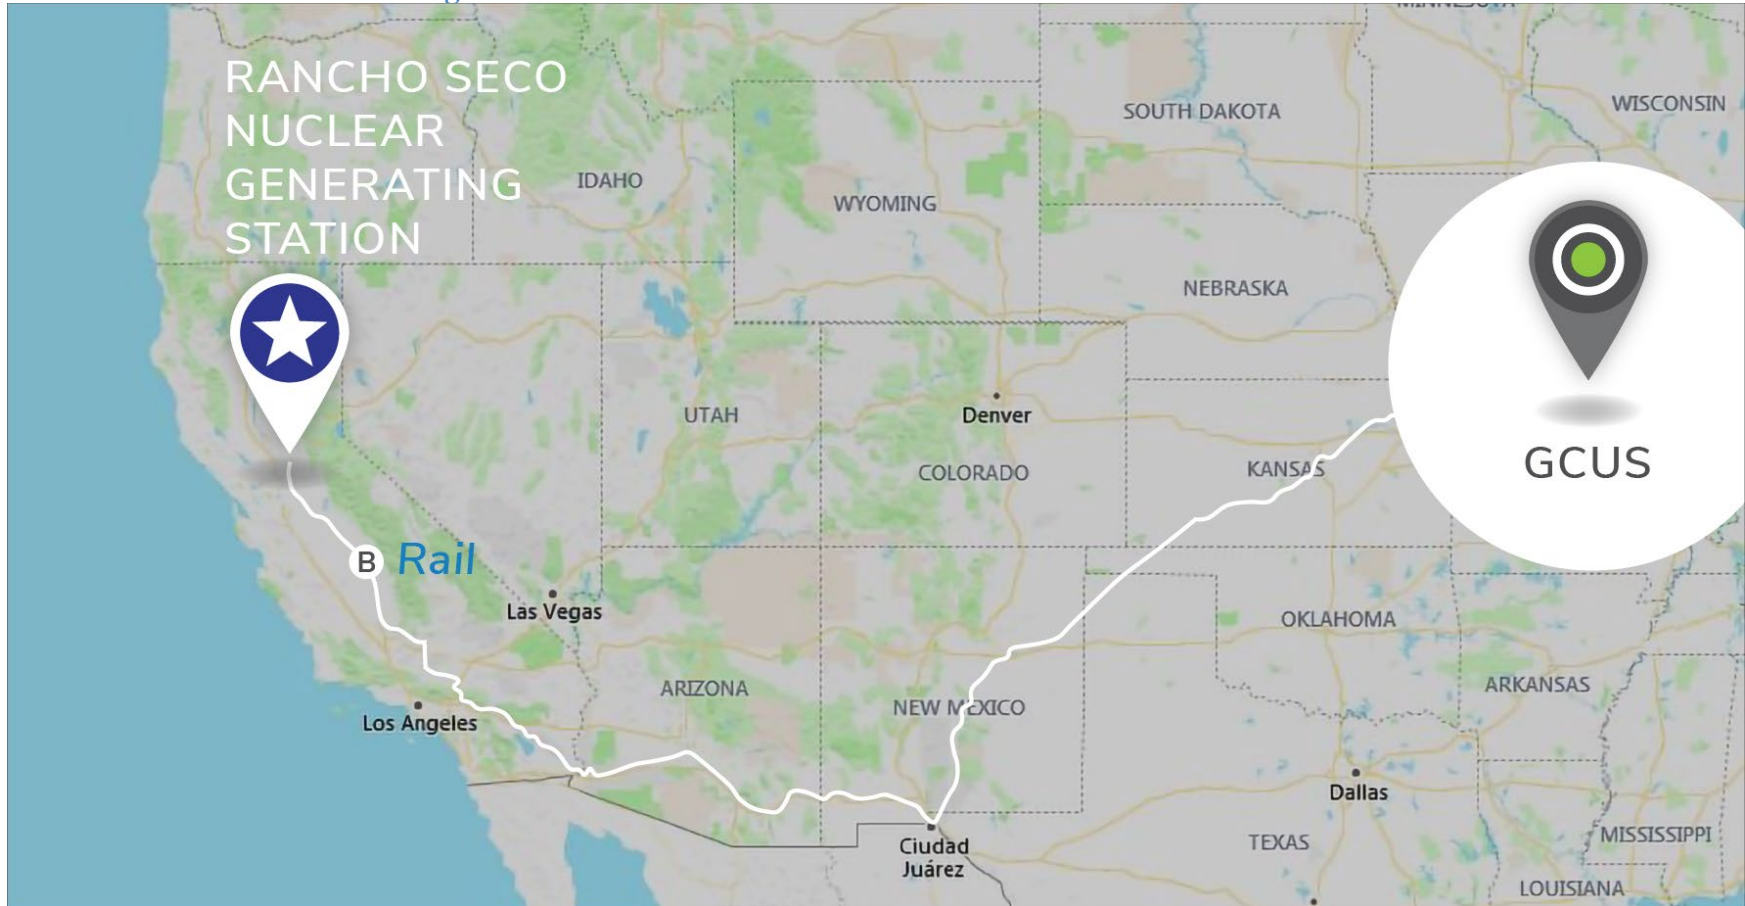 MINNESOTA
RANCHO SECO
NUCLEAR
GENERATING
STATION
SOUTH DAKOTA
WISCONSIN
IDAHO
WYOMING
NEBRASKA
GCUS
UTAH
Denver
COLORADO
KANSAS
B Rail
Las Vegas
OKLAHOMA
ARIZONA
NEW MEXICO
ARKANSAS
Los Angeles
Dallas
Ciudad
Juárez
TEXAS
MISSISSIPPI
LOUISIANA